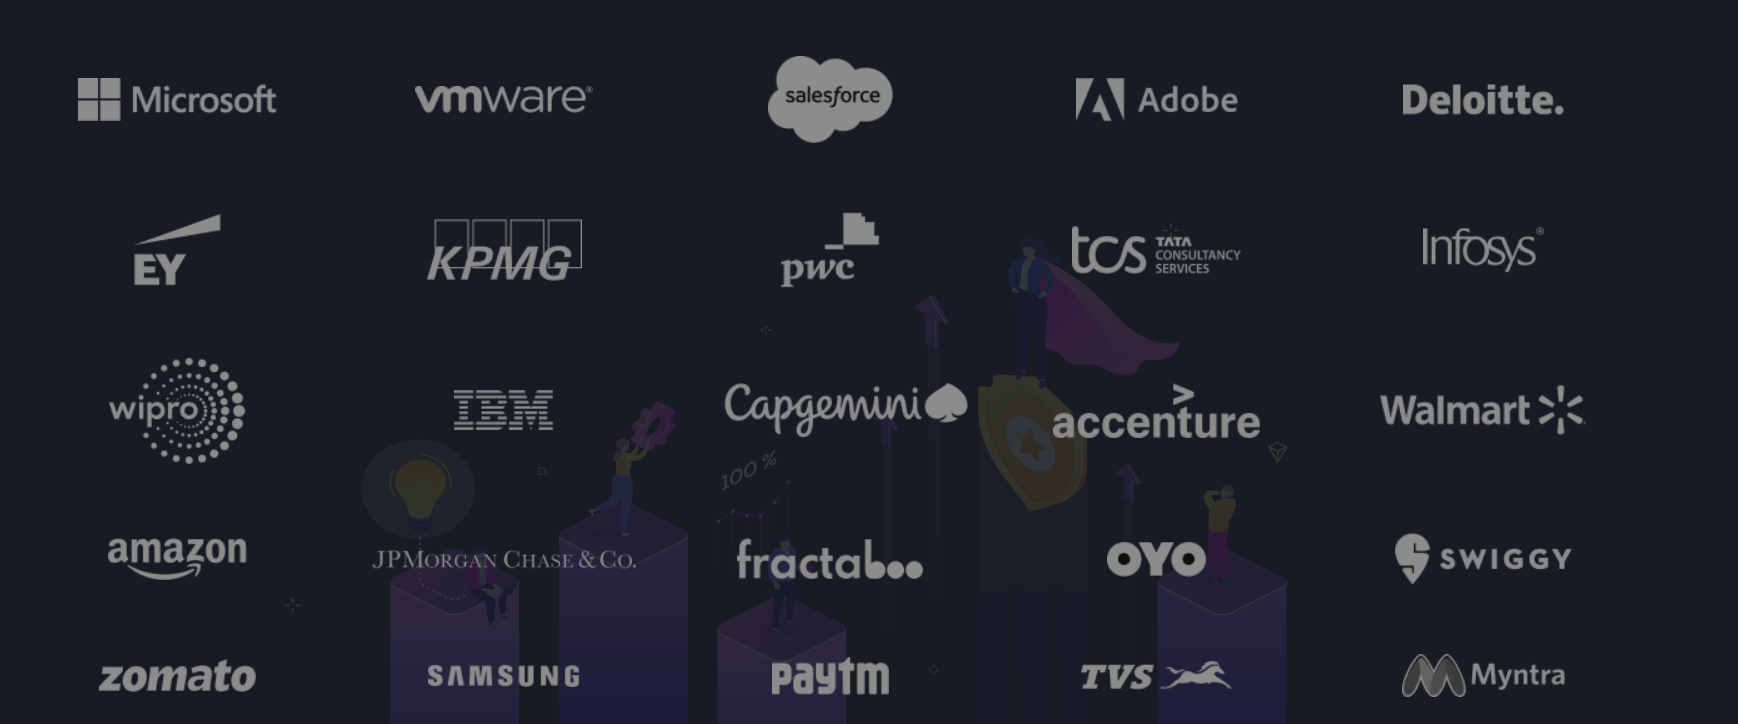 Microsoft
vmware®
salesforce
Adobe
Deloitte.
EY
KPMG
pwc
tcs TATA
CONSULTANCY
SERVICES
Infosys®
wipro
IBM
Capgemini
accenture
Walmart
100 %
amazon
JPMORGAN CHASE & CO.
fractal
OYO
SWIGGY
zomato
SAMSUNG
paytm
TVS
Myntra